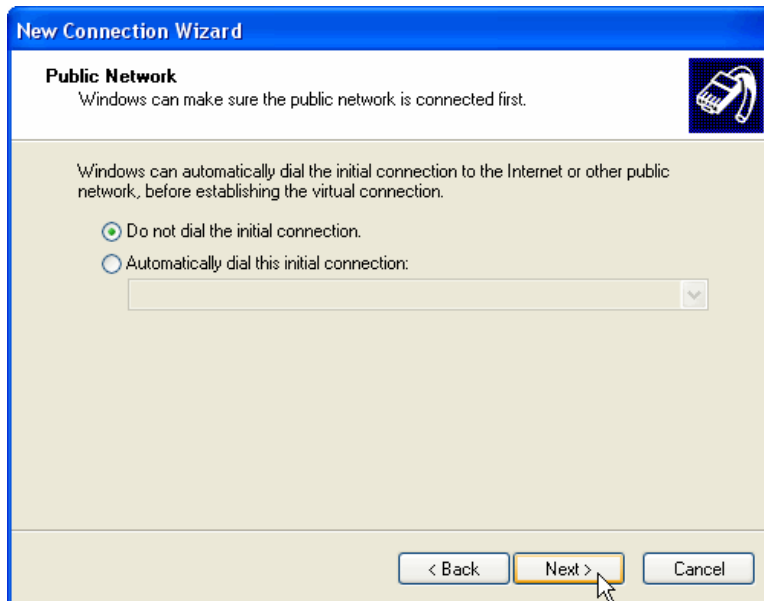 New Connection Wizard
Public Network
Windows can make sure the public network is connected first.
Windows can automatically dial the initial connection to the Internet or other public
network, before establishing the virtual connection.
Do not dial the initial connection.
Automatically dial this initial connection:
< Back Next > Cancel